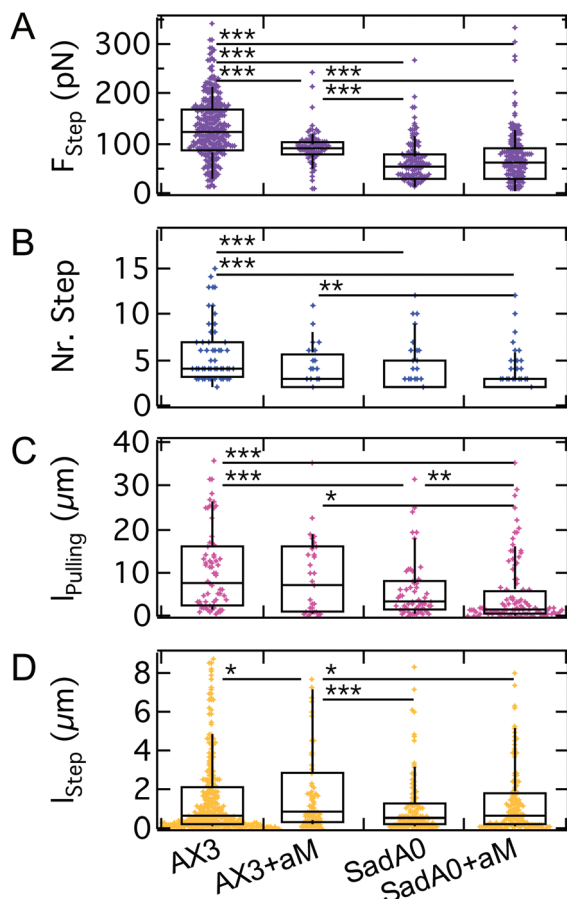 A
F_Step (pN)
300
200
100
0
***
***
***
***
***
B
Nr. Step
15
10
5
0
***
***
**
C
l_Pulling (μm)
40
30
20
10
0
***
***
**
*
D
l_Step (μm)
8
6
4
2
0
*
*
***
AX3
AX3+aM
SadA0
SadA0+aM